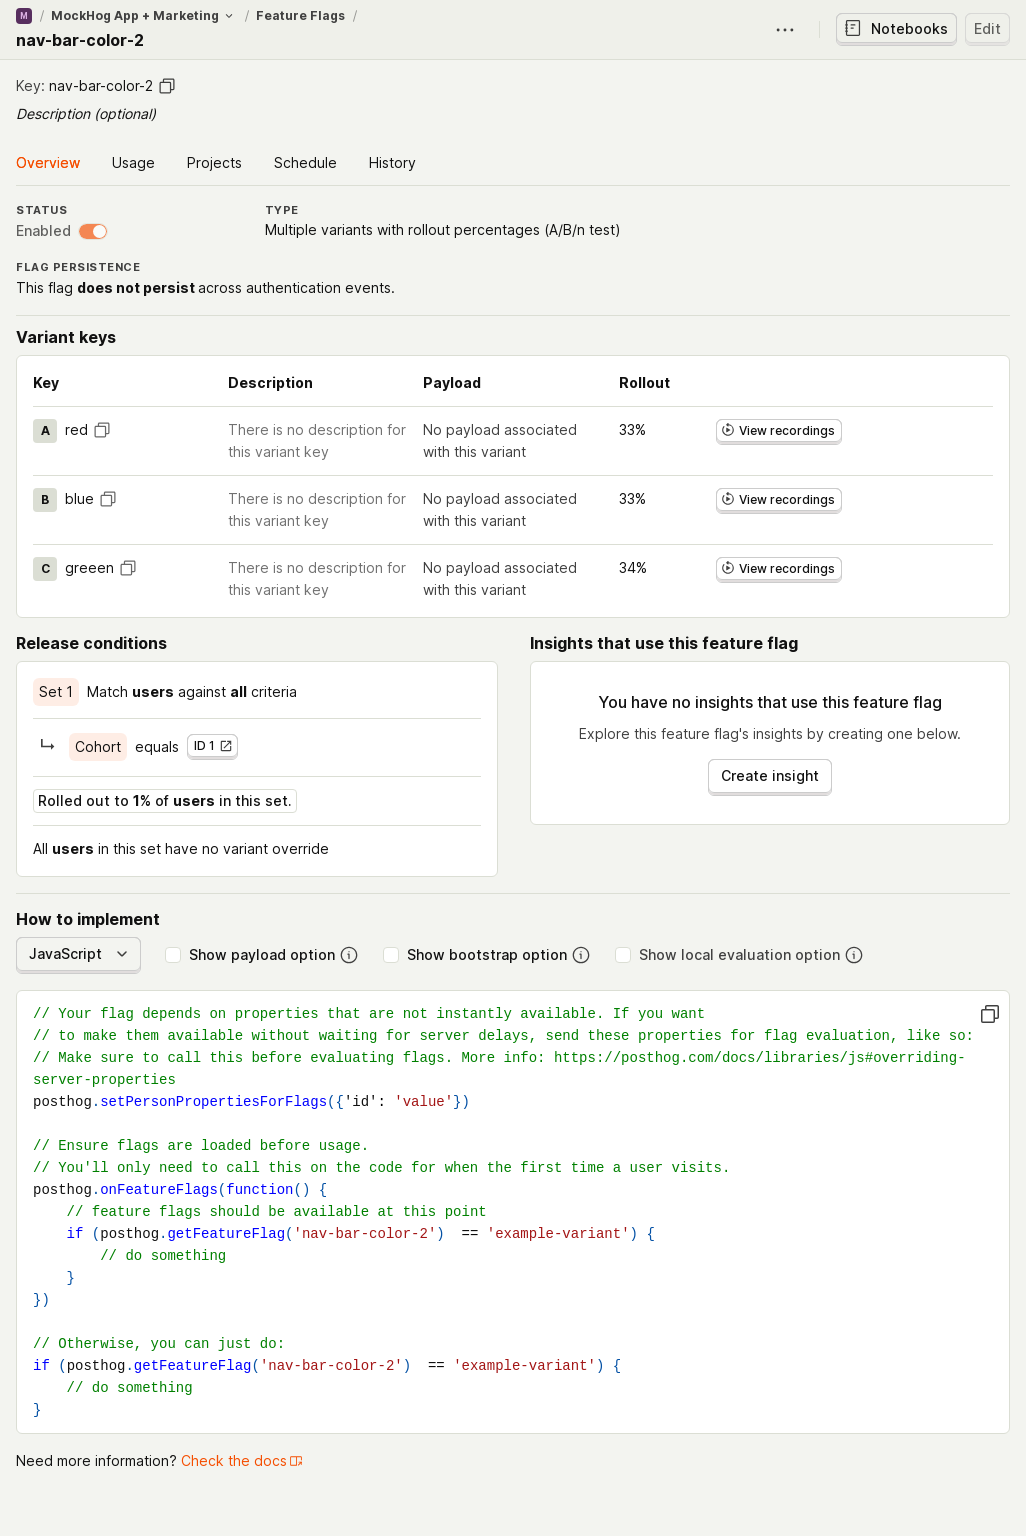 M / MockHog App + Marketing / Feature Flags /
nav-bar-color-2
Notebooks
Edit
Key: nav-bar-color-2
Description (optional)
Overview Usage Projects Schedule History
STATUS
Enabled
TYPE
Multiple variants with rollout percentages (A/B/n test)
FLAG PERSISTENCE
This flag does not persist across authentication events.
Variant keys
Key Description Payload Rollout
A red There is no description for this variant key No payload associated with this variant 33% View recordings
B blue There is no description for this variant key No payload associated with this variant 33% View recordings
C greeen There is no description for this variant key No payload associated with this variant 34% View recordings
Release conditions
Set 1 Match users against all criteria
Cohort equals ID 1
Rolled out to 1% of users in this set.
All users in this set have no variant override
Insights that use this feature flag
You have no insights that use this feature flag
Explore this feature flag's insights by creating one below.
Create insight
How to implement
JavaScript Show payload option Show bootstrap option Show local evaluation option
// Your flag depends on properties that are not instantly available. If you want
// to make them available without waiting for server delays, send these properties for flag evaluation, like so:
// Make sure to call this before evaluating flags. More info: https://posthog.com/docs/libraries/js#overriding-
server-properties
posthog.setPersonPropertiesForFlags({'id': 'value'})
// Ensure flags are loaded before usage.
// You'll only need to call this on the code for when the first time a user visits.
posthog.onFeatureFlags(function() {
    // feature flags should be available at this point
    if (posthog.getFeatureFlag('nav-bar-color-2')  == 'example-variant') {
        // do something
    }
})
// Otherwise, you can just do:
if (posthog.getFeatureFlag('nav-bar-color-2')  == 'example-variant') {
    // do something
}
Need more information? Check the docs